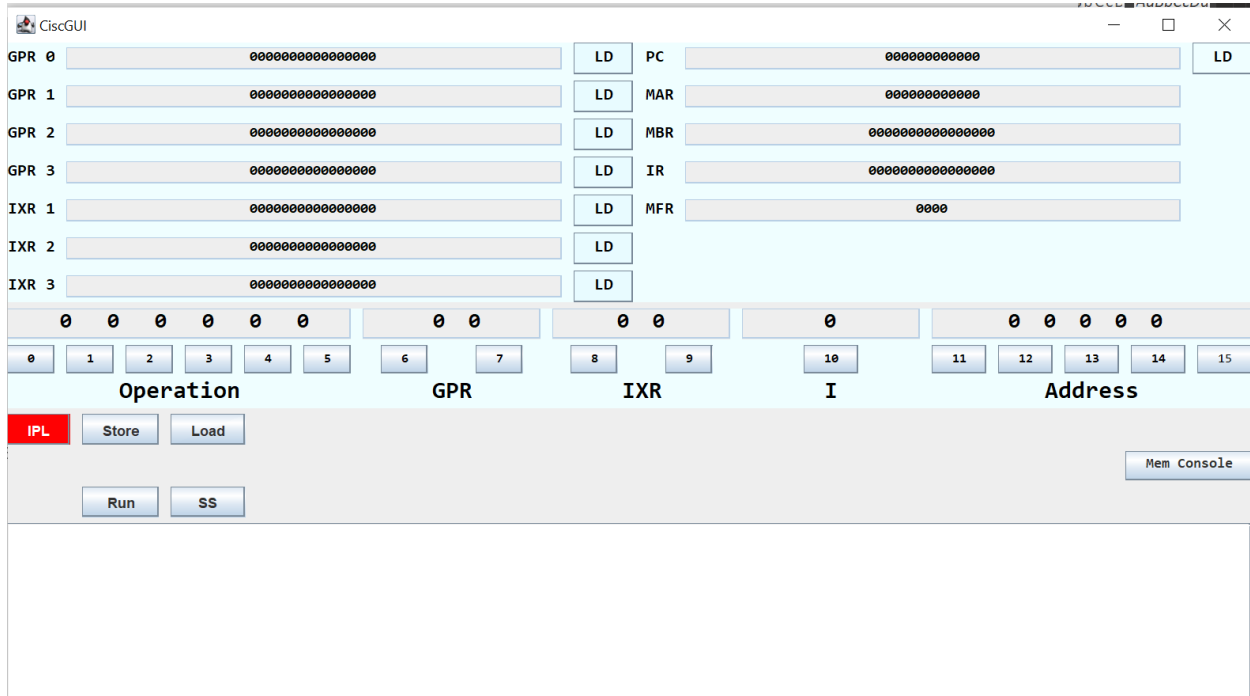 CiscGUI
GPR 0 0000000000000000 LD PC 000000000000 LD
GPR 1 0000000000000000 LD MAR 000000000000
GPR 2 0000000000000000 LD MBR 0000000000000000
GPR 3 0000000000000000 LD IR 0000000000000000
IXR 1 0000000000000000 LD MFR 0000
IXR 2 0000000000000000 LD
IXR 3 0000000000000000 LD
0 0 0 0 0 0 0 0 0 0 0 0 0 0 0 0
0 1 2 3 4 5 6 7 8 9 10 11 12 13 14 15
Operation GPR IXR I Address
IPL Store Load
Mem Console
Run SS